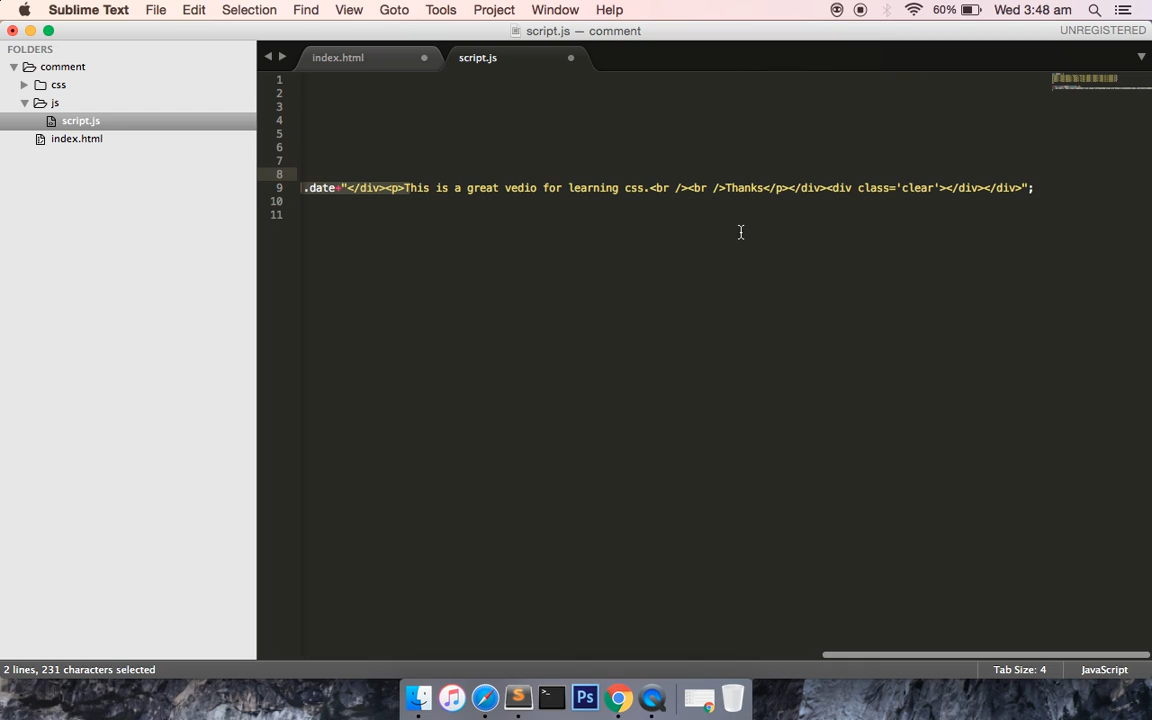 Sublime Text File Edit Selection Find View Goto Tools Project Window Help 60% Wed 3:48 am
script.js — comment UNREGISTERED
FOLDERS
comment
css
js
script.js
index.html
index.html script.js
1
2
3
4
5
6
7
8
9 .date+"</div><p>This is a great vedio for learning css.<br /><br />Thanks</p></div><div class='clear'></div></div>";
10
11
2 lines, 231 characters selected Tab Size: 4 JavaScript
Ps